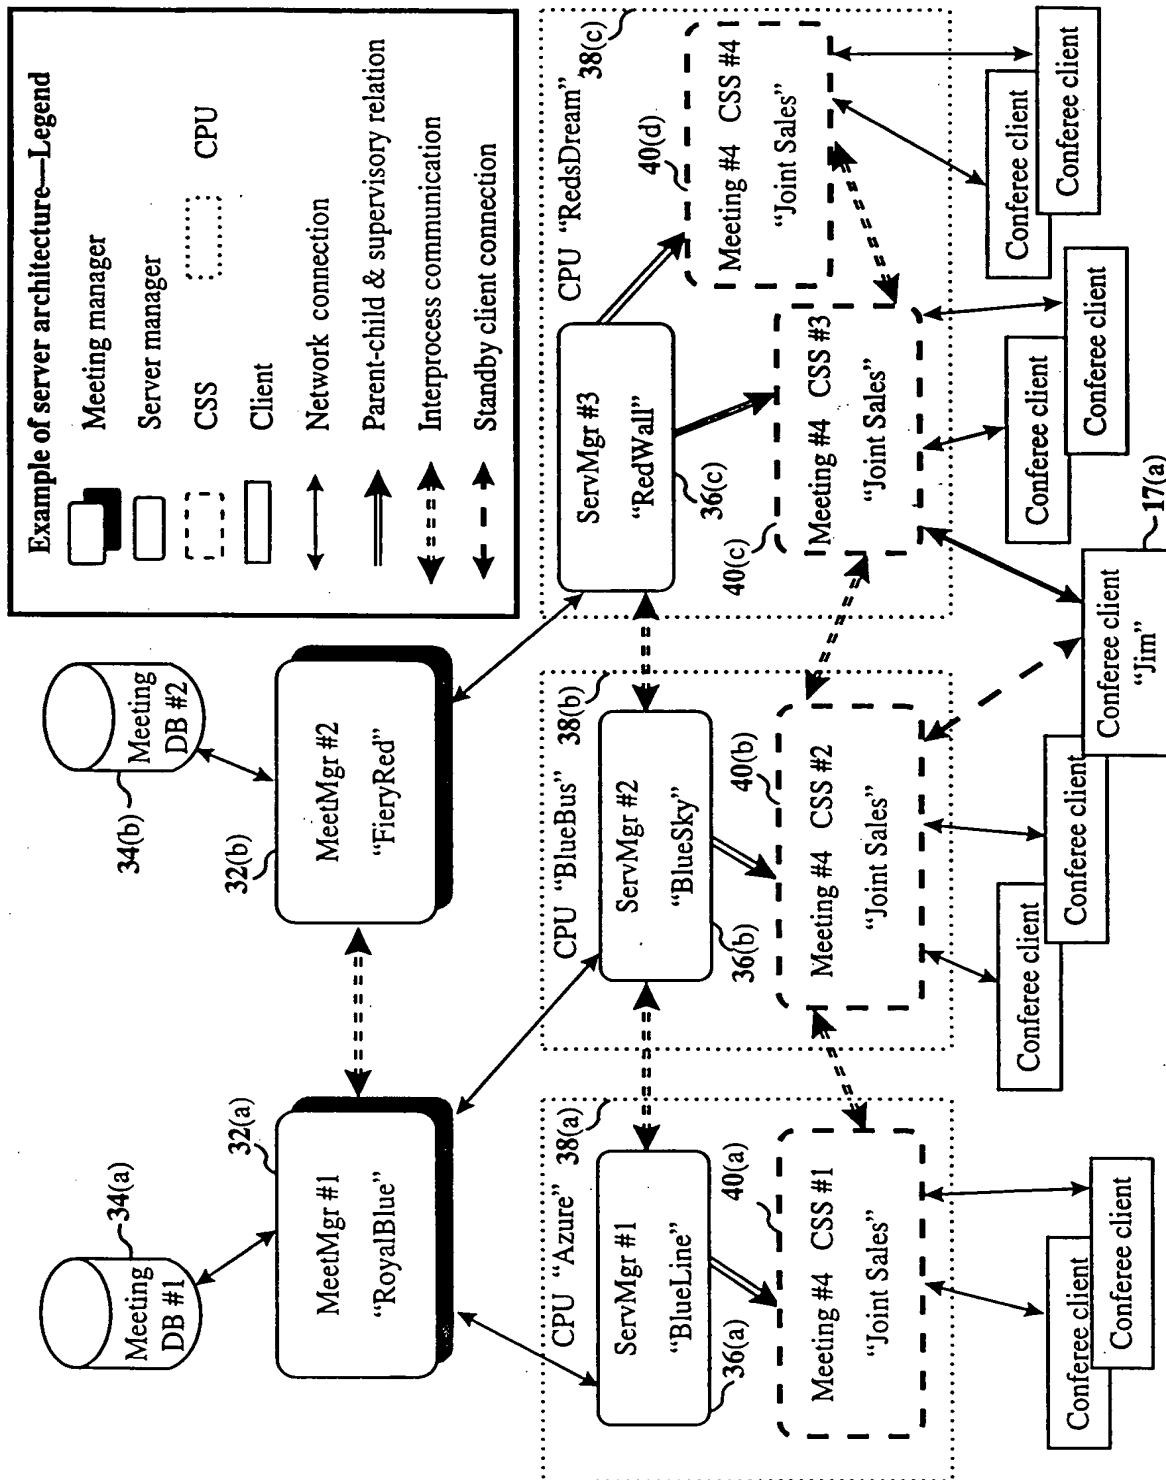 Example of server architecture—Legend
Meeting manager
Server manager
CSS
CPU
Client
Network connection
Parent-child & supervisory relation
Interprocess communication
Standby client connection
34(a)
Meeting
DB #1
34(b)
Meeting
DB #2
32(a)
MeetMgr #1
“RoyalBlue”
32(b)
MeetMgr #2
“FieryRed”
CPU “Azure”
38(a)
ServMgr #1
“BlueLine”
36(a)
40(a)
Meeting #4 CSS #1
“Joint Sales”
CPU “BlueBus”
38(b)
ServMgr #2
“BlueSky”
36(b)
40(b)
Meeting #4 CSS #2
“Joint Sales”
CPU “RedsDream”
38(c)
ServMgr #3
“RedWall”
36(c)
40(c)
Meeting #4 CSS #3
“Joint Sales”
40(d)
Meeting #4 CSS #4
“Joint Sales”
Conferee client
Conferee client
Conferee client
Conferee client
Conferee client
“Jim”
17(a)
Conferee client
Conferee client
Conferee client
Conferee client